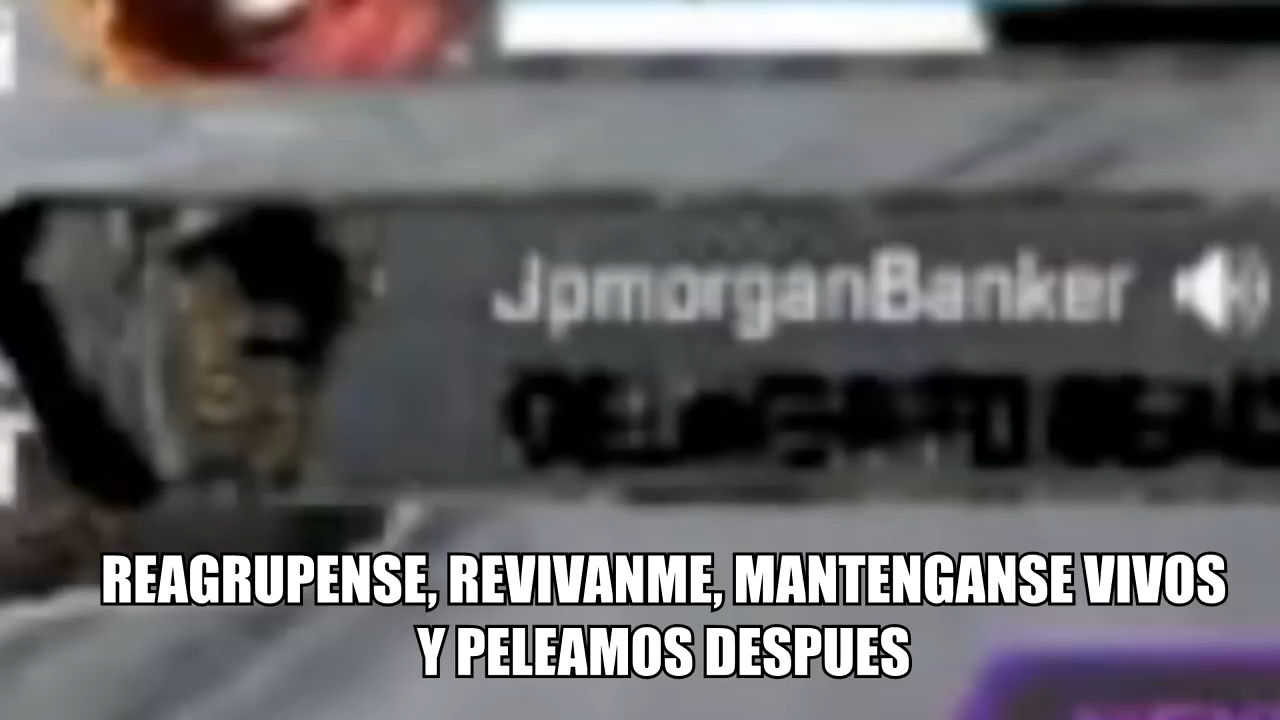 JpmorganBanker
REAGRUPENSE, REVIVANME, MANTENGANSE VIVOS
Y PELEAMOS DESPUES